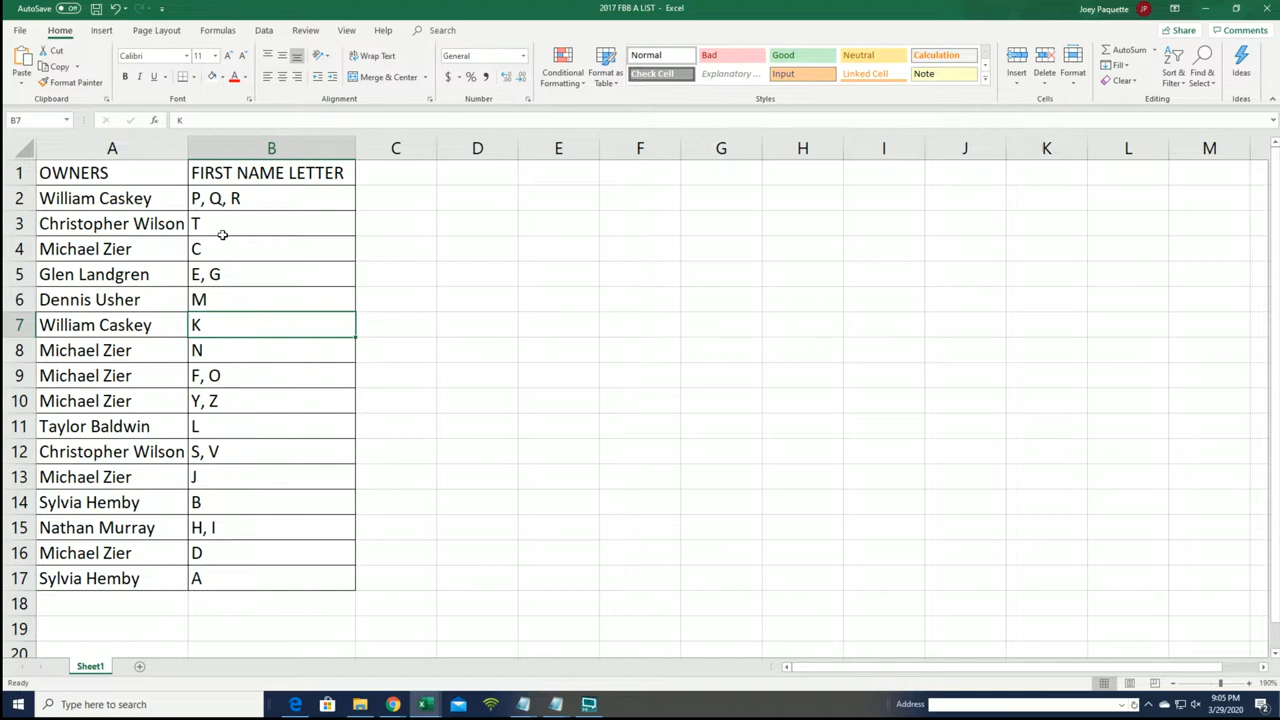 AutoSave Off
2017 FBB A LIST - Excel
Joey Paquette JP
File Home Insert Page Layout Formulas Data Review View Help Search
Share Comments
Paste
Cut
Copy
Format Painter
Clipboard
Calibri 11
B I U
Font
Wrap Text
Merge & Center
Alignment
General
$ % 9
Number
Conditional Formatting
Format as Table
Normal Bad Good Neutral Calculation
Check Cell Explanatory ... Input Linked Cell Note
Styles
Insert Delete Format
Cells
AutoSum
Fill
Clear
Sort & Filter
Find & Select
Editing
Ideas
Ideas
B7 fx K
A B C D E F G H I J K L M
1 OWNERS FIRST NAME LETTER
2 William Caskey P, Q, R
3 Christopher Wilson T
4 Michael Zier C
5 Glen Landgren E, G
6 Dennis Usher M
7 William Caskey K
8 Michael Zier N
9 Michael Zier F, O
10 Michael Zier Y, Z
11 Taylor Baldwin L
12 Christopher Wilson S, V
13 Michael Zier J
14 Sylvia Hemby B
15 Nathan Murray H, I
16 Michael Zier D
17 Sylvia Hemby A
18
19
20
Sheet1
Ready
190%
Type here to search
Address
9:05 PM
3/29/2020